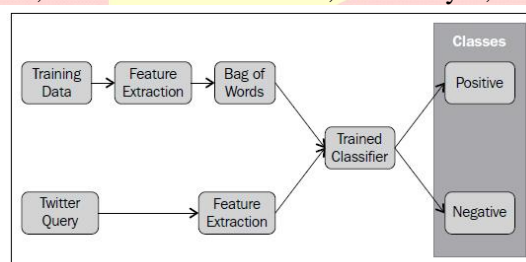 Classes
Training
Data
Feature
Extraction
Bag of
Words
Positive
Trained
Classifier
Twitter
Query
Feature
Extraction
Negative